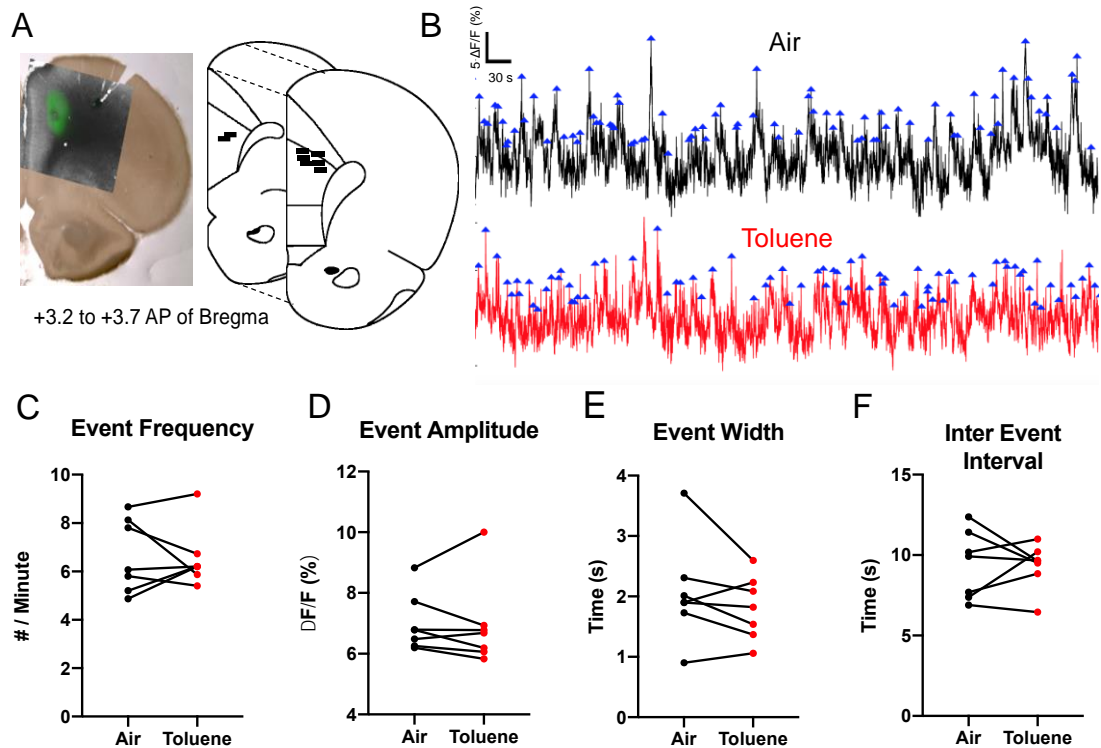 A
+3.2 to +3.7 AP of Bregma
B
5 ΔF/F (%)
30 s
Air
Toluene
C
Event Frequency
# / Minute
10
8
6
4
2
0
Air
Toluene
D
Event Amplitude
DF/F (%)
12
10
8
6
4
Air
Toluene
E
Event Width
Time (s)
4
3
2
1
0
Air
Toluene
F
Inter Event
Interval
Time (s)
15
10
5
0
Air
Toluene